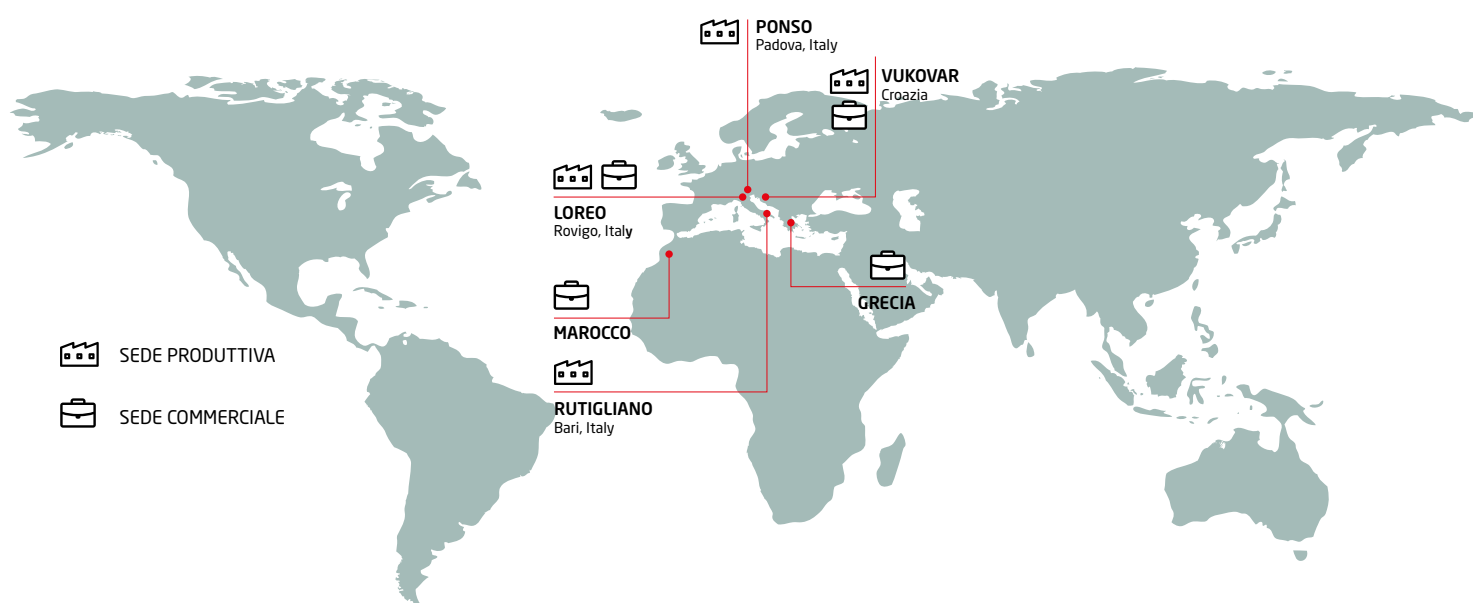 PONSO
Padova, Italy
VUKOVAR
Croazia
LOREO
Rovigo, Italy
GRECIA
MAROCCO
SEDE PRODUTTIVA
RUTIGLIANO
Bari, Italy
SEDE COMMERCIALE